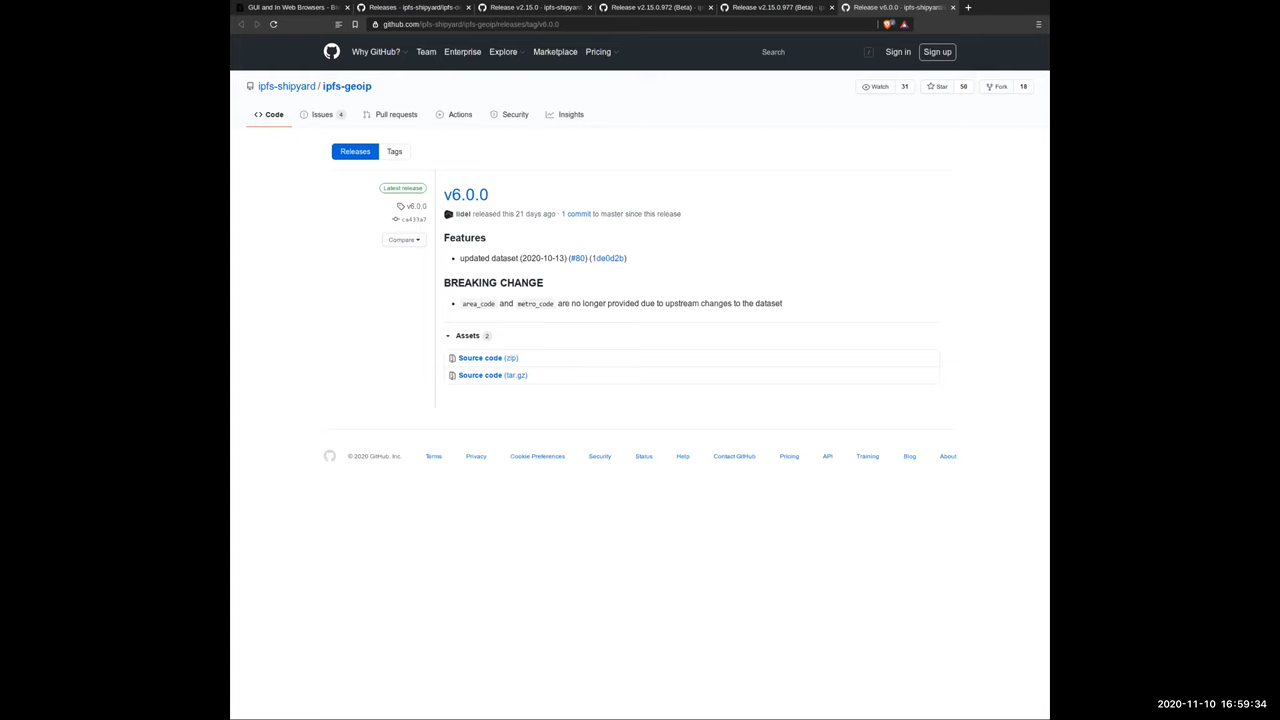 GUI and In Web Browsers - B
Releases · ipfs-shipyard/ipfs-d
Release v2.15.0 · ipfs-shipyard
Release v2.15.0.972 (Beta) · ip
Release v2.15.0.977 (Beta) · ip
Release v6.0.0 · ipfs-shipyard
github.com/ipfs-shipyard/ipfs-geoip/releases/tag/v6.0.0
Why GitHub? Team Enterprise Explore Marketplace Pricing Search / Sign in Sign up
ipfs-shipyard / ipfs-geoip Watch 31 Star 50 Fork 18
Code Issues 4 Pull requests Actions Security Insights
Releases Tags
Latest release
v6.0.0
ca433a7
Compare
v6.0.0
lidel released this 21 days ago · 1 commit to master since this release
Features
• updated dataset (2020-10-13) (#80) (1de0d2b)
BREAKING CHANGE
• area_code and metro_code are no longer provided due to upstream changes to the dataset
Assets 2
Source code (zip)
Source code (tar.gz)
© 2020 GitHub, Inc. Terms Privacy Cookie Preferences Security Status Help Contact GitHub Pricing API Training Blog About
2020-11-10 16:59:34